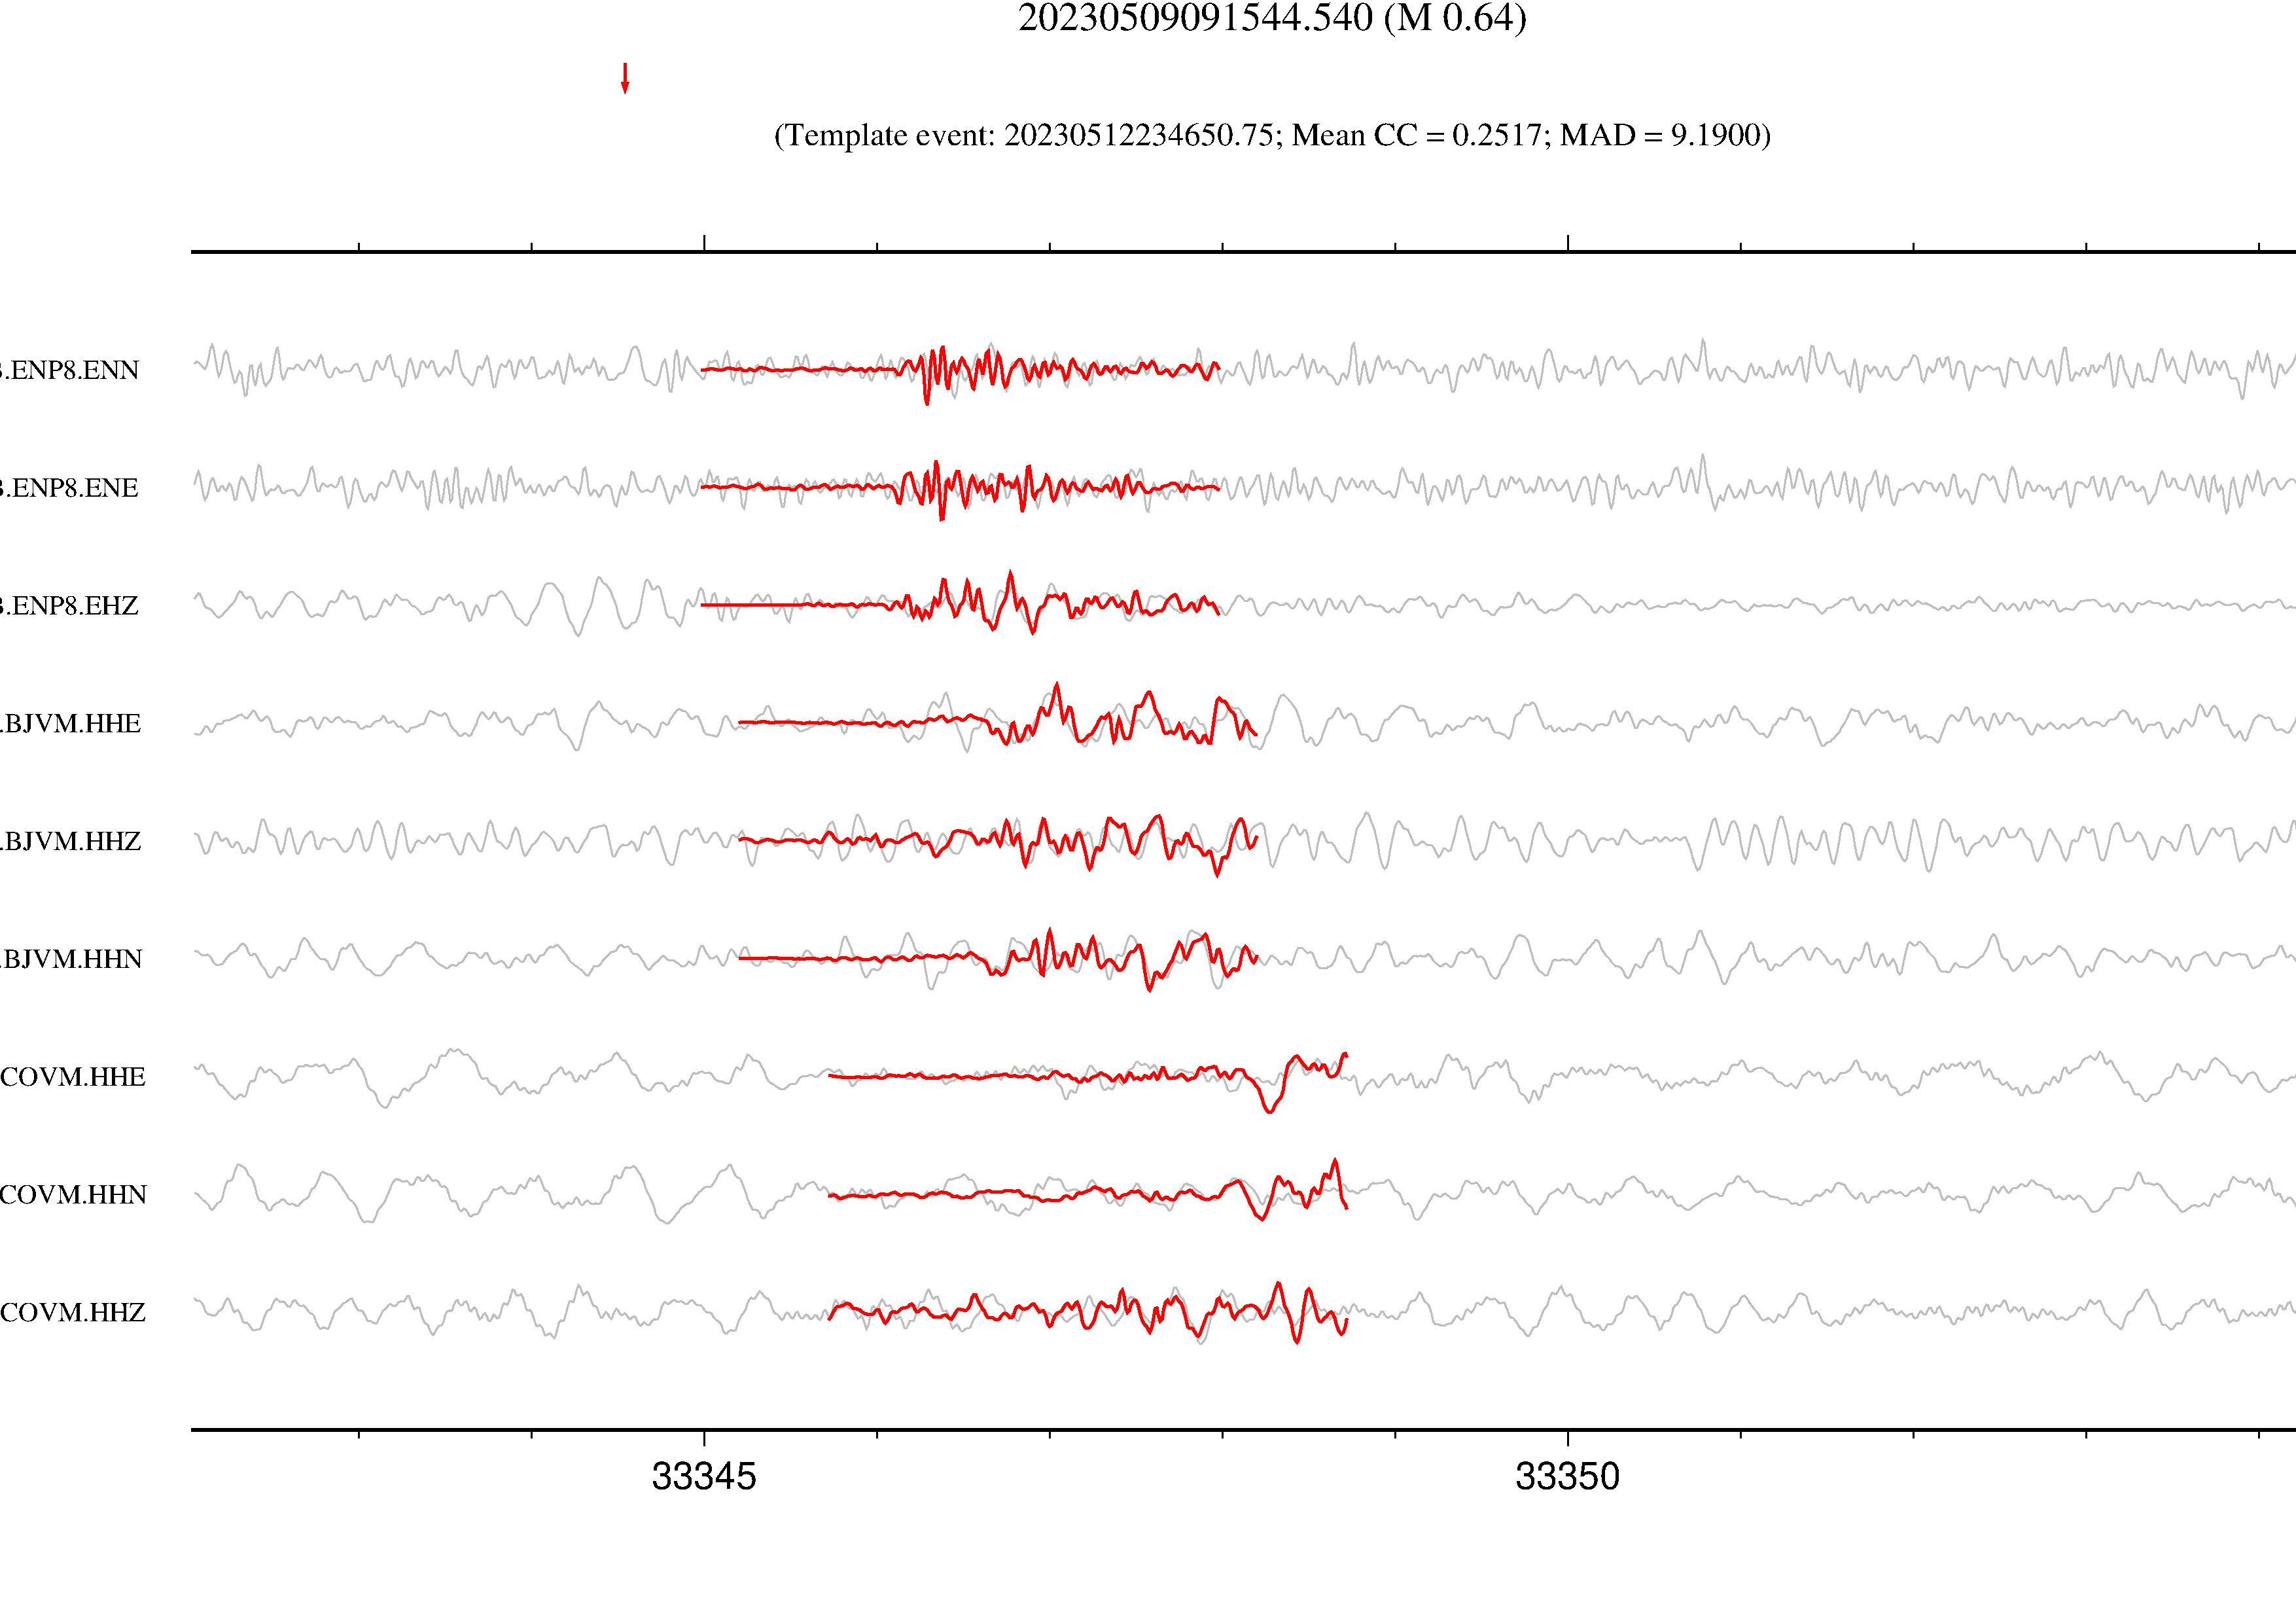 20230509091544.540 (M 0.64)
(Template event: 20230512234650.75; Mean CC = 0.2517; MAD = 9.1900)
.ENP8.ENN
.ENP8.ENE
.ENP8.EHZ
.BJVM.HHE
.BJVM.HHZ
.BJVM.HHN
COVM.HHE
COVM.HHN
COVM.HHZ
33345 33350